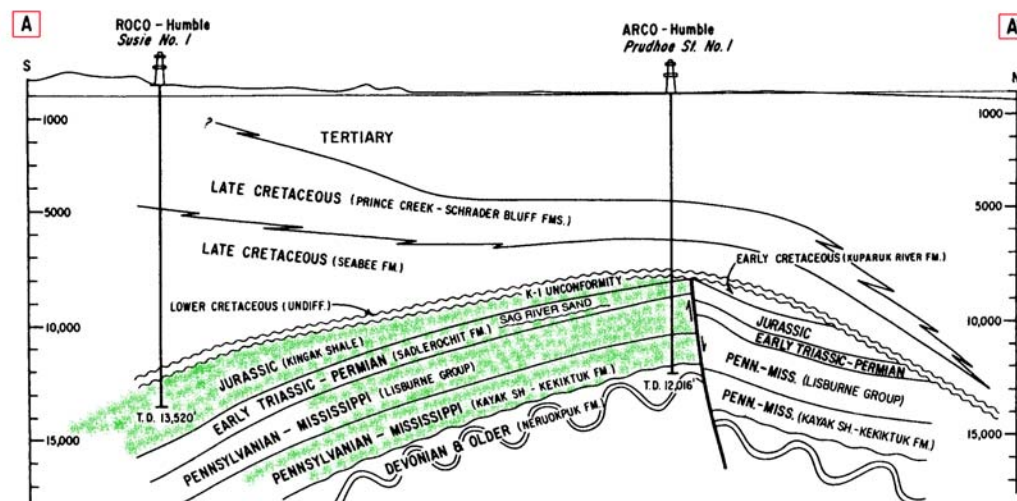 A
ROCO - Humble
Susie No. 1
ARCO - Humble
Prudhoe St. No. 1
A
S
N
1000
1000
?
TERTIARY
LATE CRETACEOUS (PRINCE CREEK - SCHRADER BLUFF FMS.)
5000
5000
LATE CRETACEOUS (SEABEE FM.)
EARLY CRETACEOUS (KUPARUK RIVER FM.)
K-1 UNCONFORMITY
LOWER CRETACEOUS (UNDIFF.)
SAG RIVER SAND
10,000
10,000
JURASSIC (KINGAK SHALE)
JURASSIC
EARLY TRIASSIC - PERMIAN (SADLEROCHIT FM.)
EARLY TRIASSIC-PERMIAN
PENNSYLVANIAN - MISSISSIPPI (LISBURNE GROUP)
PENN.-MISS. (LISBURNE GROUP)
T.D. 13,520'
T.D. 12,016'
PENNSYLVANIAN - MISSISSIPPI (KAYAK SH - KEKIKTUK FM.)
PENN.-MISS. (KAYAK SH.-KEKIKTUK FM.)
DEVONIAN & OLDER (NERUOKPUK FM.)
15,000
15,000